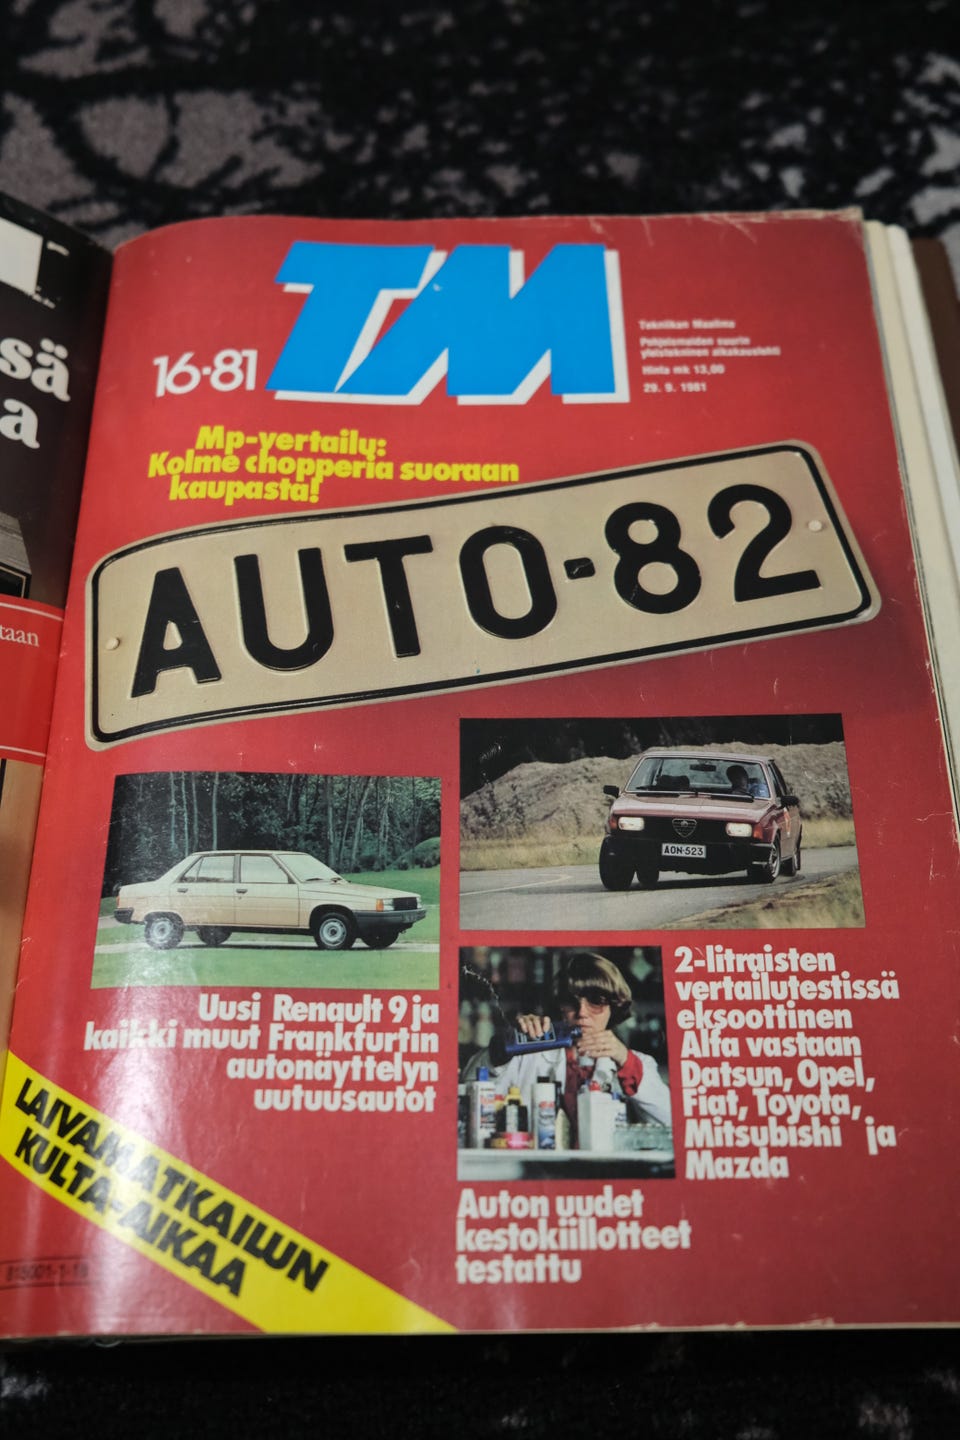 sä
a
taan
16·81
TM
Tekniikan Maailma
Pohjoismaiden suurin
yleistekninen aikakauslehti
Hinta mk 13,00
29. 9. 1981
Mp-vertailu:
Kolme chopperia suoraan
kaupasta!
AUTO-82
AON-523
Uusi Renault 9 ja
kaikki muut Frankfurtin
autonäyttelyn
uutuusautot
2-litraisten
vertailutestissä
eksoottinen
Alfa vastaan
Datsun, Opel,
Fiat, Toyota,
Mitsubishi ja
Mazda
Auton uudet
kestokiillotteet
testattu
LAIVAMATKAILUN
KULTA-AIKAA